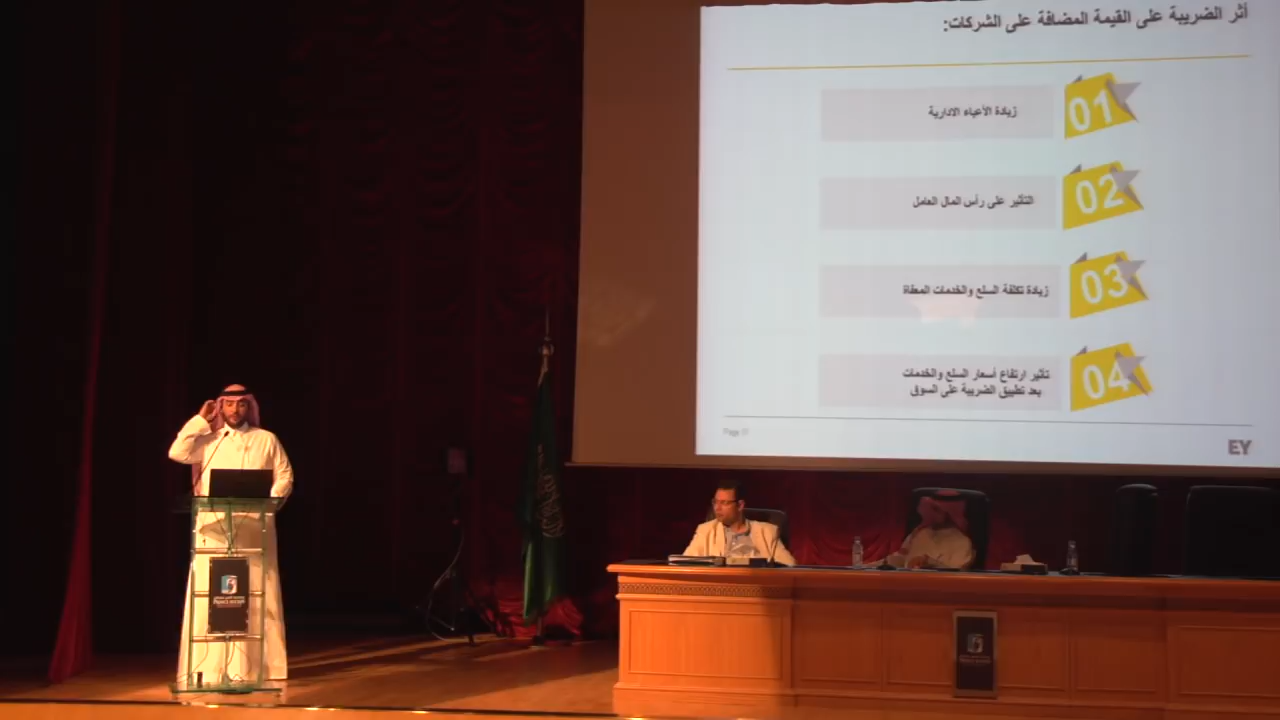 أثر الضريبة على القيمة المضافة على الشركات:
01
زيادة الأعباء الادارية
02
التأثير على رأس المال العامل
03
زيادة تكلفة السلع والخدمات المعفاة
04
تأثير ارتفاع أسعار السلع والخدمات
بعد تطبيق الضريبة على السوق
Page
EY